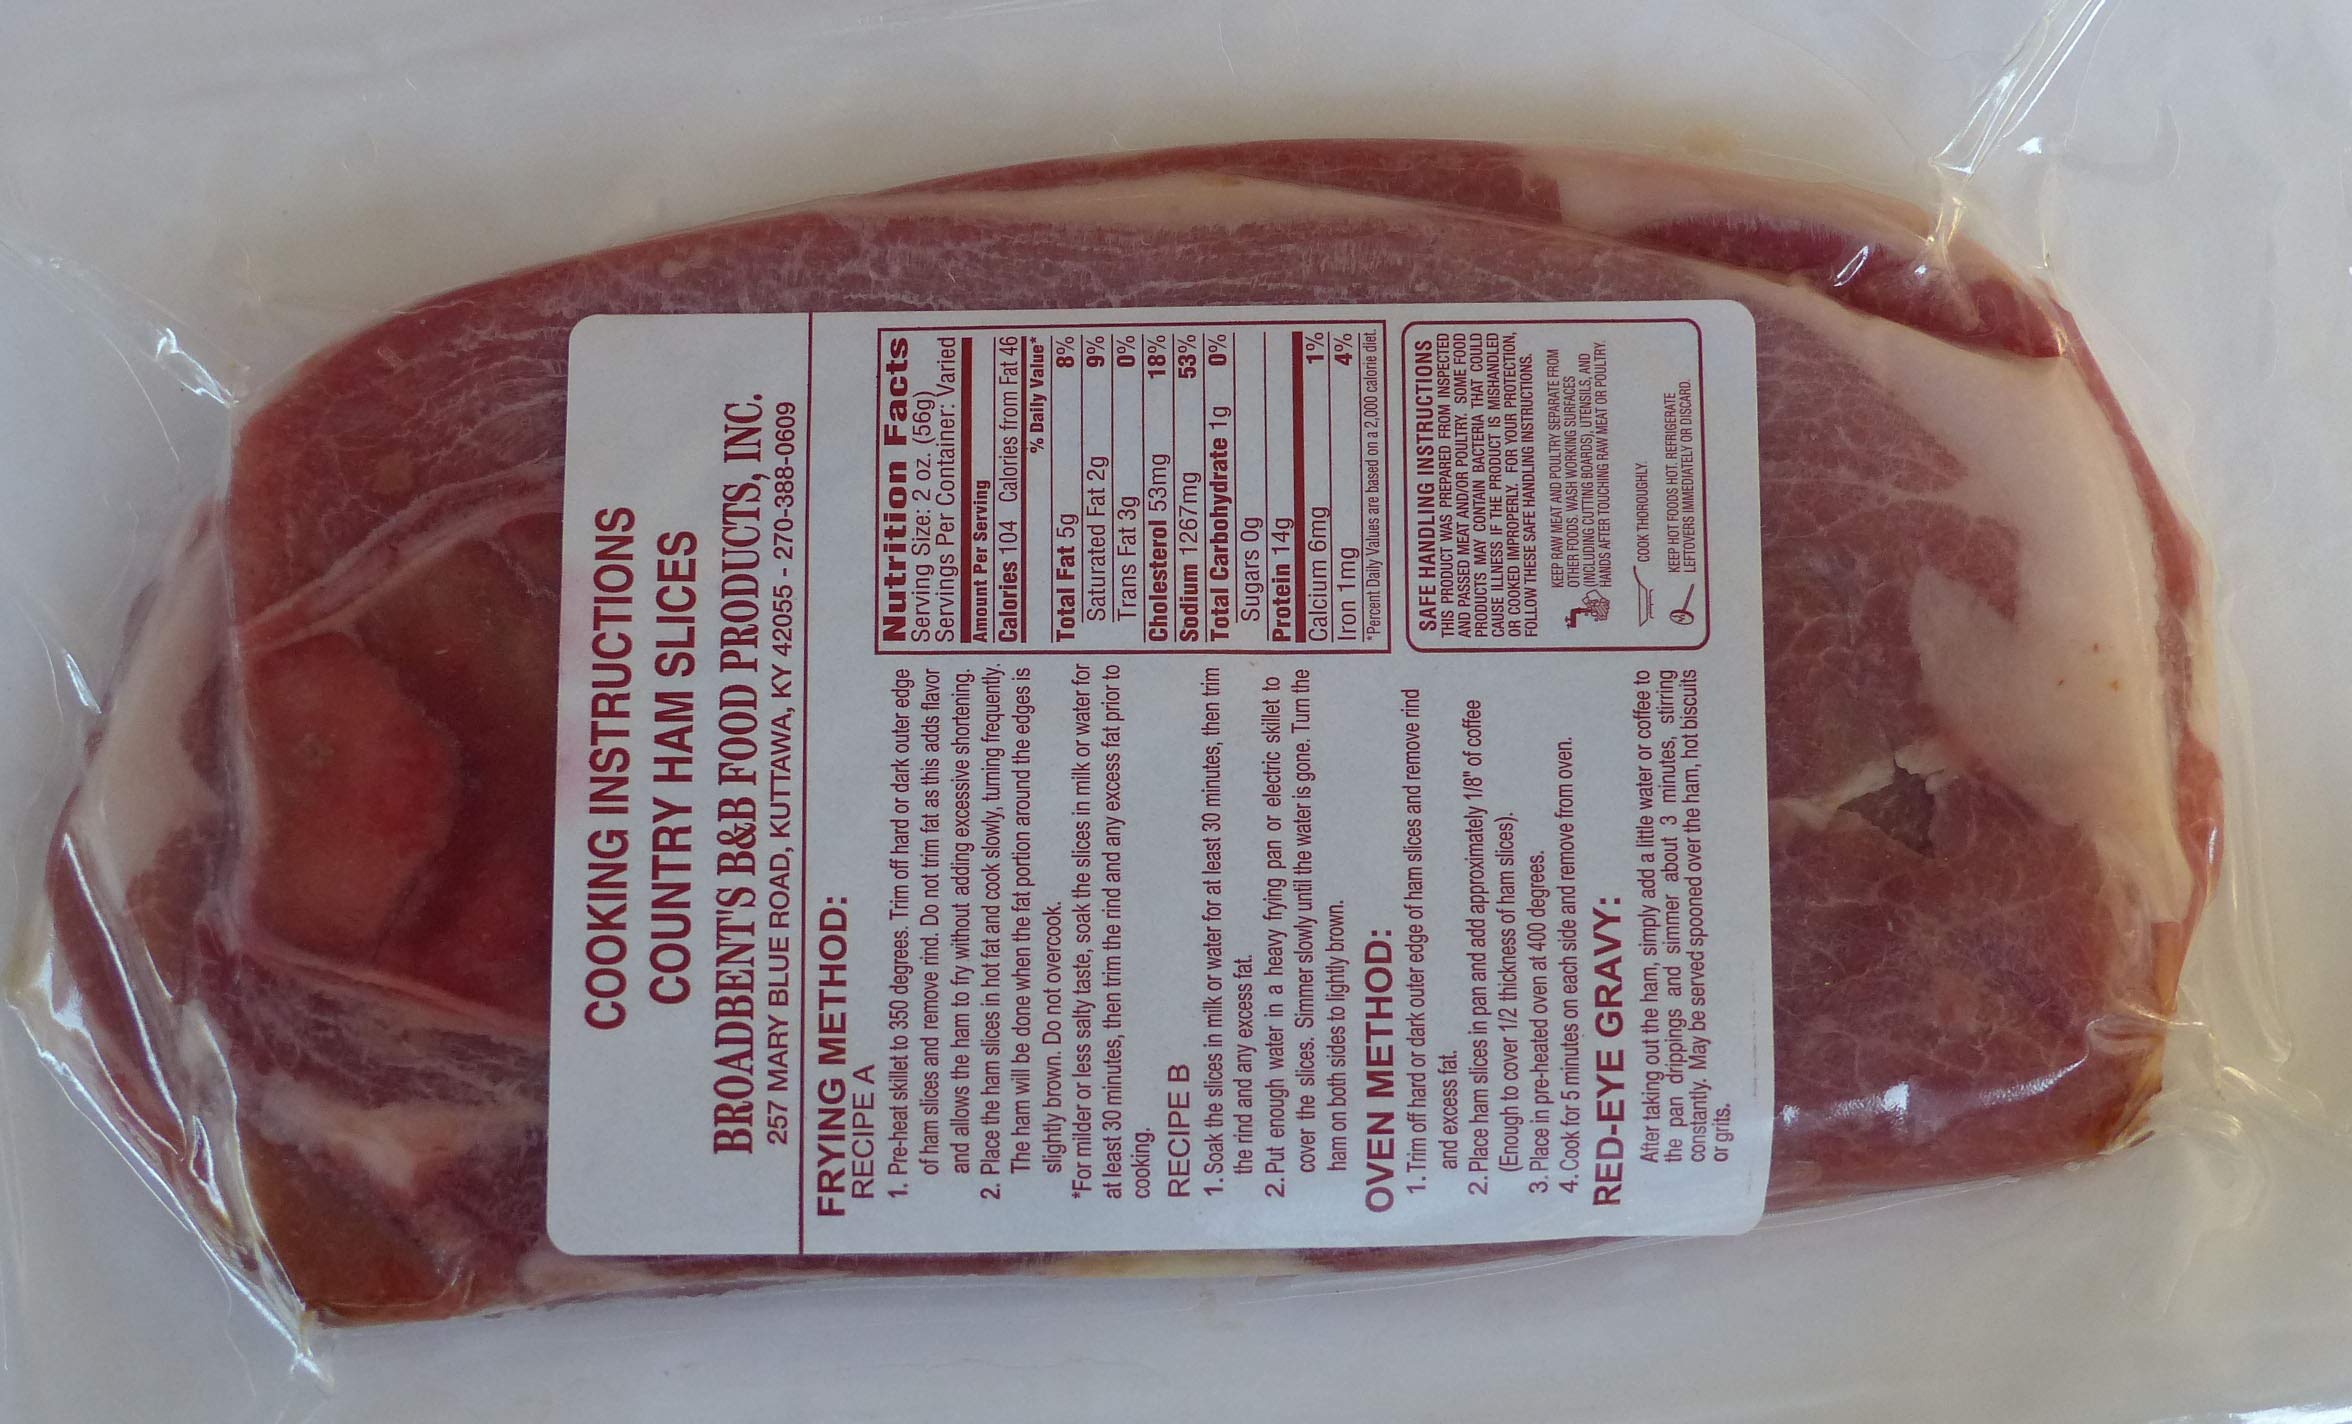 COOKING INSTRUCTIONS
COUNTRY HAM SLICES
BROADBENT'S B&B FOOD PRODUCTS, INC.
257 MARY BLUE ROAD, KUTTAWA, KY 42055 - 270-388-0609
FRYING METHOD:
RECIPE A
1. Pre-heat skillet to 350 degrees. Trim off hard or dark outer edge
of ham slices and remove rind. Do not trim fat as this adds flavor
and allows the ham to fry without adding excessive shortening.
2. Place the ham slices in hot fat and cook slowly, turning frequently.
The ham will be done when the fat portion around the edges is
slightly brown. Do not overcook.
*For milder or less salty taste, soak the slices in milk or water for
at least 30 minutes, then trim the rind and any excess fat prior to
cooking.
RECIPE B
1. Soak the slices in milk or water for at least 30 minutes, then trim
the rind and any excess fat.
2. Put enough water in a heavy frying pan or electric skillet to
cover the slices. Simmer slowly until the water is gone. Turn the
ham on both sides to lightly brown.
OVEN METHOD:
1. Trim off hard or dark outer edge of ham slices and remove rind
and excess fat.
2. Place ham slices in pan and add approximately 1/8" of coffee
(Enough to cover 1/2 thickness of ham slices).
3. Place in pre-heated oven at 400 degrees.
4. Cook for 5 minutes on each side and remove from oven.
RED-EYE GRAVY:
After taking out the ham, simply add a little water or coffee to
the pan drippings and simmer about 3 minutes, stirring
constantly. May be served spooned over the ham, hot biscuits
or grits.
Nutrition Facts
Serving Size: 2 oz. (56g)
Servings Per Container: Varied
Amount Per Serving
Calories 104 Calories from Fat 46
% Daily Value*
Total Fat 5g 8%
Saturated Fat 2g 9%
Trans Fat 3g 0%
Cholesterol 53mg 18%
Sodium 1267mg 53%
Total Carbohydrate 1g 0%
Sugars 0g
Protein 14g
Calcium 6mg 1%
Iron 1mg 4%
*Percent Daily Values are based on a 2,000 calorie diet.
SAFE HANDLING INSTRUCTIONS
THIS PRODUCT WAS PREPARED FROM INSPECTED
AND PASSED MEAT AND/OR POULTRY. SOME FOOD
PRODUCTS MAY CONTAIN BACTERIA THAT COULD
CAUSE ILLNESS IF THE PRODUCT IS MISHANDLED
OR COOKED IMPROPERLY. FOR YOUR PROTECTION,
FOLLOW THESE SAFE HANDLING INSTRUCTIONS.
KEEP RAW MEAT AND POULTRY SEPARATE FROM
OTHER FOODS. WASH WORKING SURFACES
(INCLUDING CUTTING BOARDS), UTENSILS, AND
HANDS AFTER TOUCHING RAW MEAT OR POULTRY.
COOK THOROUGHLY.
KEEP HOT FOODS HOT. REFRIGERATE
LEFTOVERS IMMEDIATELY OR DISCARD.